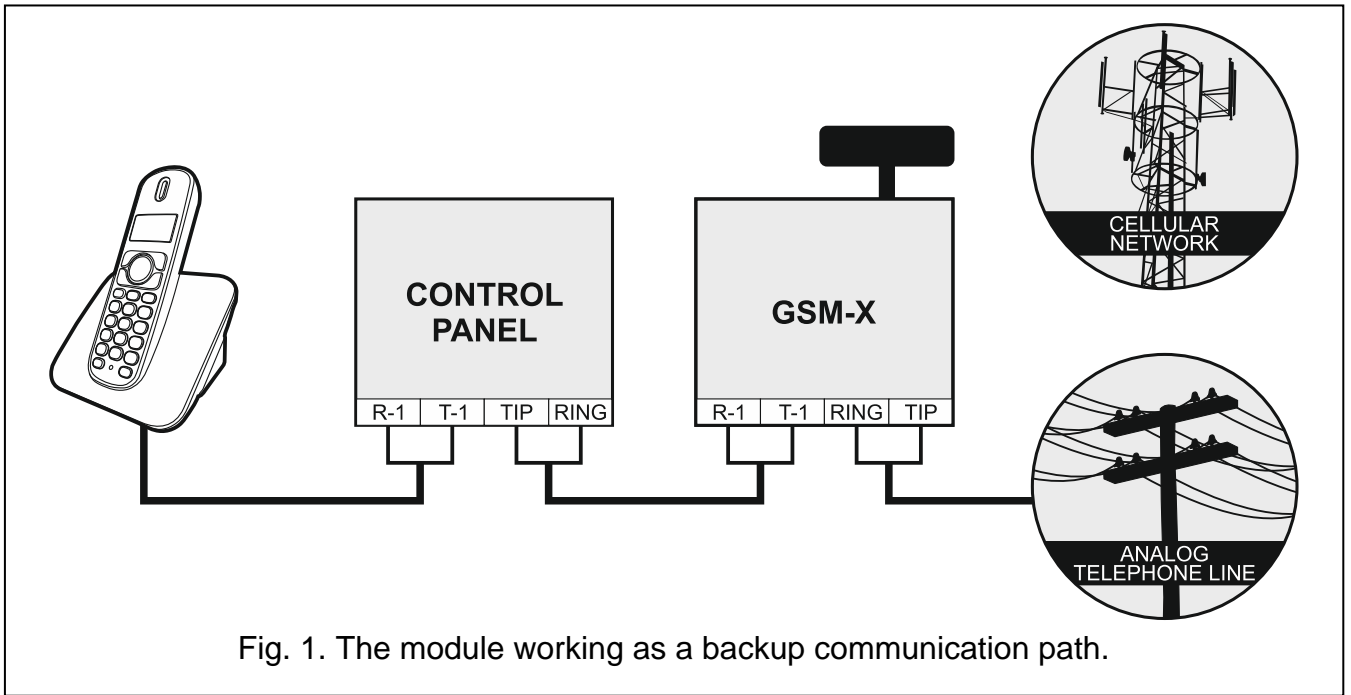 CONTROL
PANEL
R-1 T-1 TIP RING
GSM-X
R-1 T-1 RING TIP
CELLULAR
NETWORK
ANALOG
TELEPHONE LINE
Fig. 1. The module working as a backup communication path.